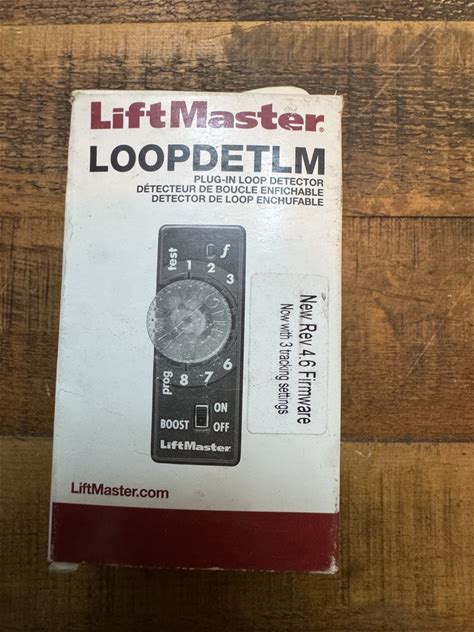 LiftMaster®
LOOPDETLM
PLUG-IN LOOP DETECTOR
DÉTECTEUR DE BOUCLE ENFICHABLE
DETECTOR DE LOOP ENCHUFABLE
test
f
1 2 3
6
7
8
prog
BOOST
ON
OFF
LiftMaster
New Rev 4.6 Firmware
Now with 3 tracking settings
LiftMaster.com